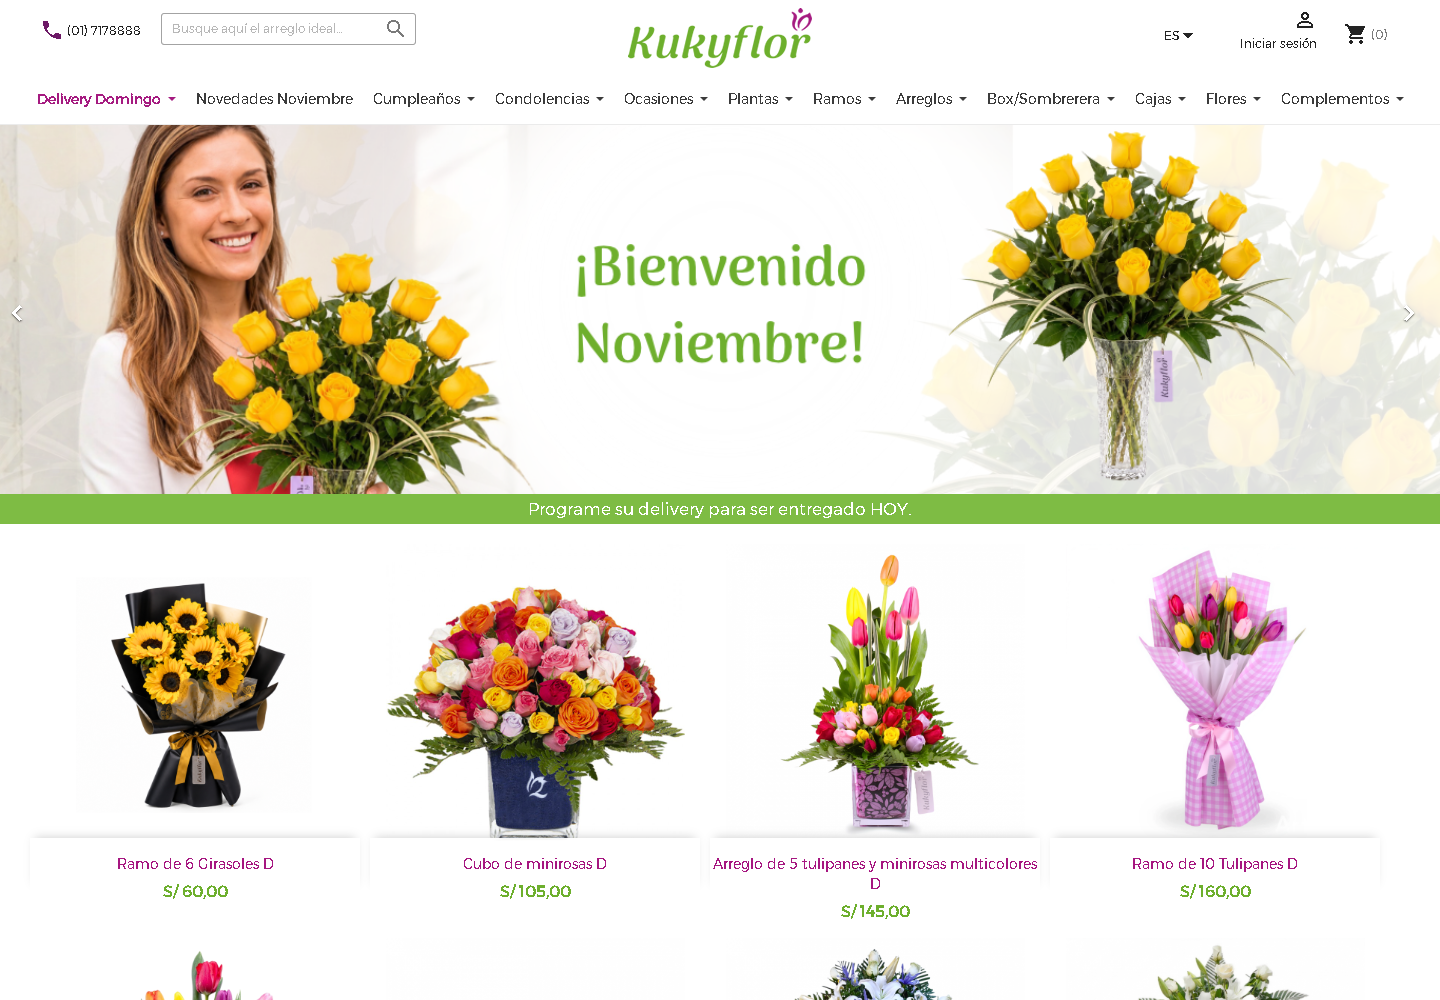 (01) 7178888
Busque aquí el arreglo ideal...
Kukyflor
ES
Iniciar sesión
(0)
Delivery Domingo
Novedades Noviembre
Cumpleaños
Condolencias
Ocasiones
Plantas
Ramos
Arreglos
Box/Sombrerera
Cajas
Flores
Complementos
¡Bienvenido
Noviembre!
Kukyflor
Programe su delivery para ser entregado HOY.
Ramo de 6 Girasoles D
S/ 60,00
Cubo de minirosas D
S/ 105,00
Arreglo de 5 tulipanes y minirosas multicolores
D
S/ 145,00
Ramo de 10 Tulipanes D
S/ 160,00